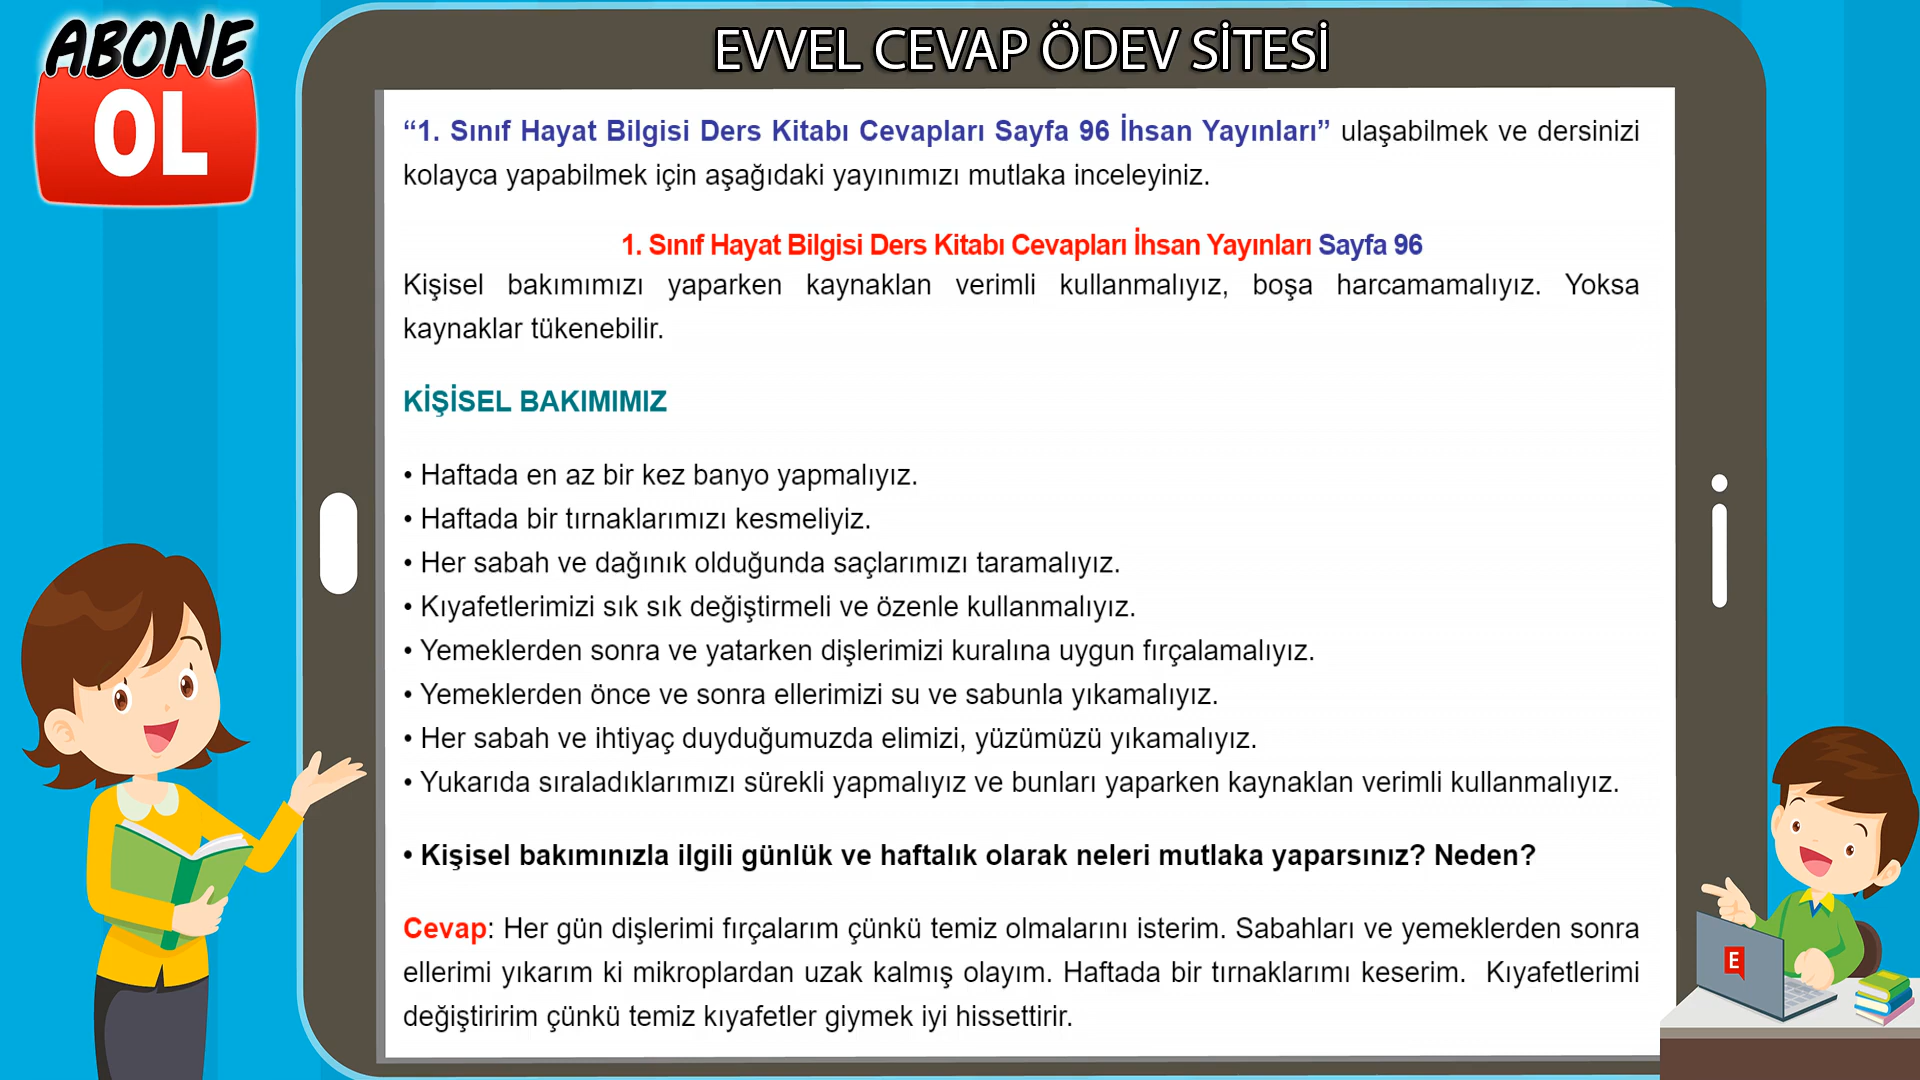 ABONE
OL
EVVEL CEVAP ÖDEV SİTESİ
“1. Sınıf Hayat Bilgisi Ders Kitabı Cevapları Sayfa 96 İhsan Yayınları” ulaşabilmek ve dersinizi
kolayca yapabilmek için aşağıdaki yayınımızı mutlaka inceleyiniz.
1. Sınıf Hayat Bilgisi Ders Kitabı Cevapları İhsan Yayınları Sayfa 96
Kişisel bakımımızı yaparken kaynaklan verimli kullanmalıyız, boşa harcamamalıyız. Yoksa
kaynaklar tükenebilir.
KİŞİSEL BAKIMIMIZ
• Haftada en az bir kez banyo yapmalıyız.
• Haftada bir tırnaklarımızı kesmeliyiz.
• Her sabah ve dağınık olduğunda saçlarımızı taramalıyız.
• Kıyafetlerimizi sık sık değiştirmeli ve özenle kullanmalıyız.
• Yemeklerden sonra ve yatarken dişlerimizi kuralına uygun fırçalamalıyız.
• Yemeklerden önce ve sonra ellerimizi su ve sabunla yıkamalıyız.
• Her sabah ve ihtiyaç duyduğumuzda elimizi, yüzümüzü yıkamalıyız.
• Yukarıda sıraladıklarımızı sürekli yapmalıyız ve bunları yaparken kaynaklan verimli kullanmalıyız.
• Kişisel bakımınızla ilgili günlük ve haftalık olarak neleri mutlaka yaparsınız? Neden?
Cevap: Her gün dişlerimi fırçalarım çünkü temiz olmalarını isterim. Sabahları ve yemeklerden sonra
ellerimi yıkarım ki mikroplardan uzak kalmış olayım. Haftada bir tırnaklarımı keserim.  Kıyafetlerimi
değiştiririm çünkü temiz kıyafetler giymek iyi hissettirir.
E